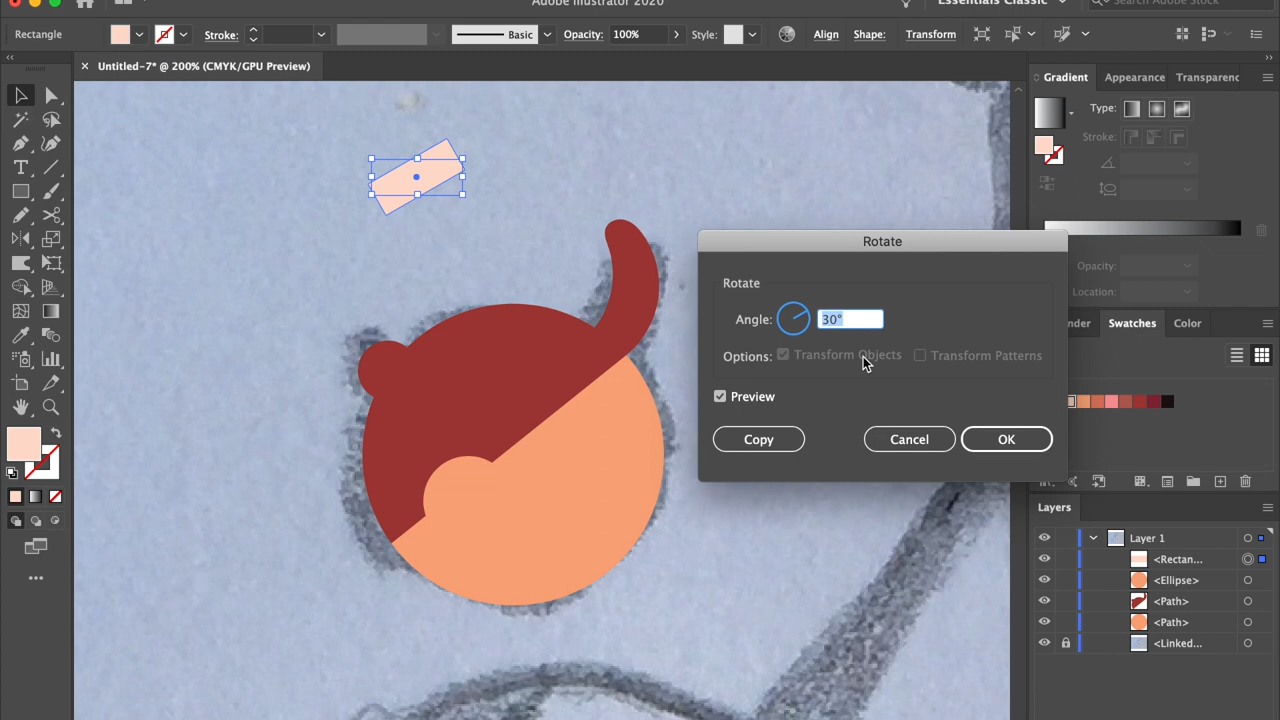 Adobe Illustrator 2020
Essentials Classic
Search Adobe Stock
Rectangle
Stroke:
Basic
Opacity: 100%
Style:
Align
Shape:
Transform
× Untitled-7* @ 200% (CMYK/GPU Preview)
Gradient
Appearance
Transparenc
Type:
Stroke:
Opacity:
Location:
Rotate
Rotate
Angle: 30°
Options: Transform Objects Transform Patterns
Preview
Copy
Cancel
OK
nder
Swatches
Color
Layers
Layer 1
<Rectan...
<Ellipse>
<Path>
<Path>
<Linked...